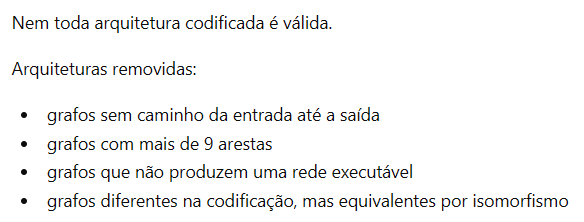 Nem toda arquitetura codificada é válida.
Arquiteturas removidas:
• grafos sem caminho da entrada até a saída
• grafos com mais de 9 arestas
• grafos que não produzem uma rede executável
• grafos diferentes na codificação, mas equivalentes por isomorfismo